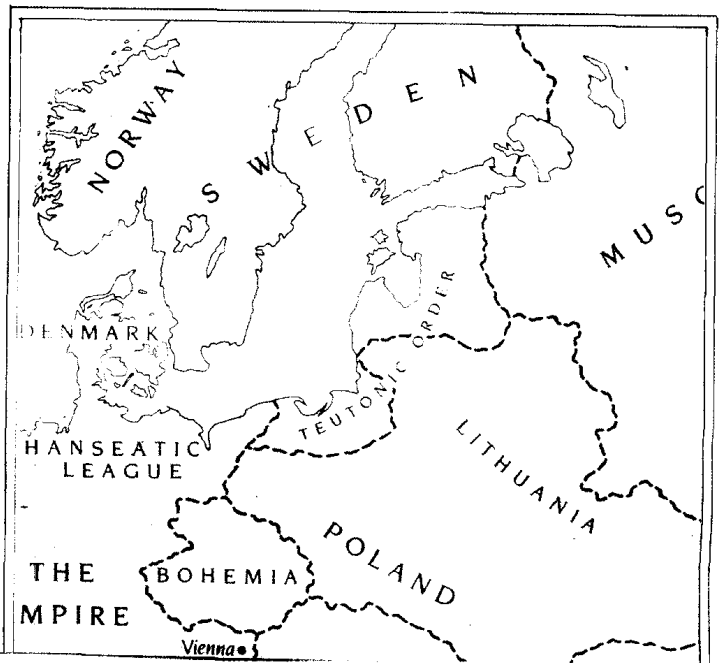 NORWAY
SWEDEN
MUSC
DENMARK
TEUTONIC ORDER
HANSEATIC
LEAGUE
LITHUANIA
POLAND
THE
MPIRE
BOHEMIA
Vienna